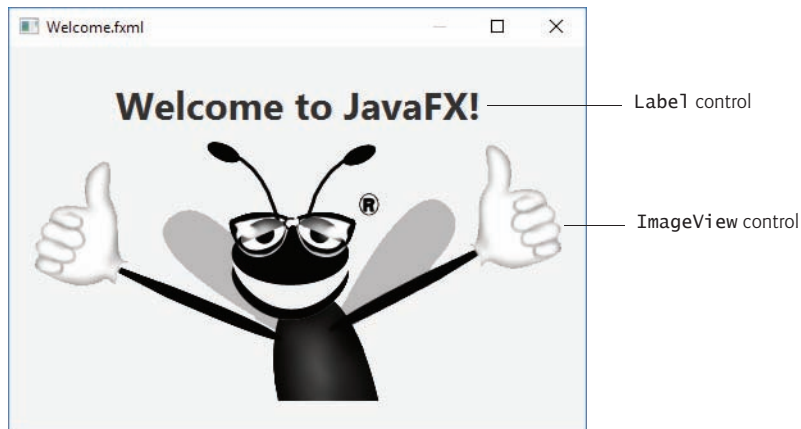 Welcome.fxml
Welcome to JavaFX!
Label control
®
ImageView control